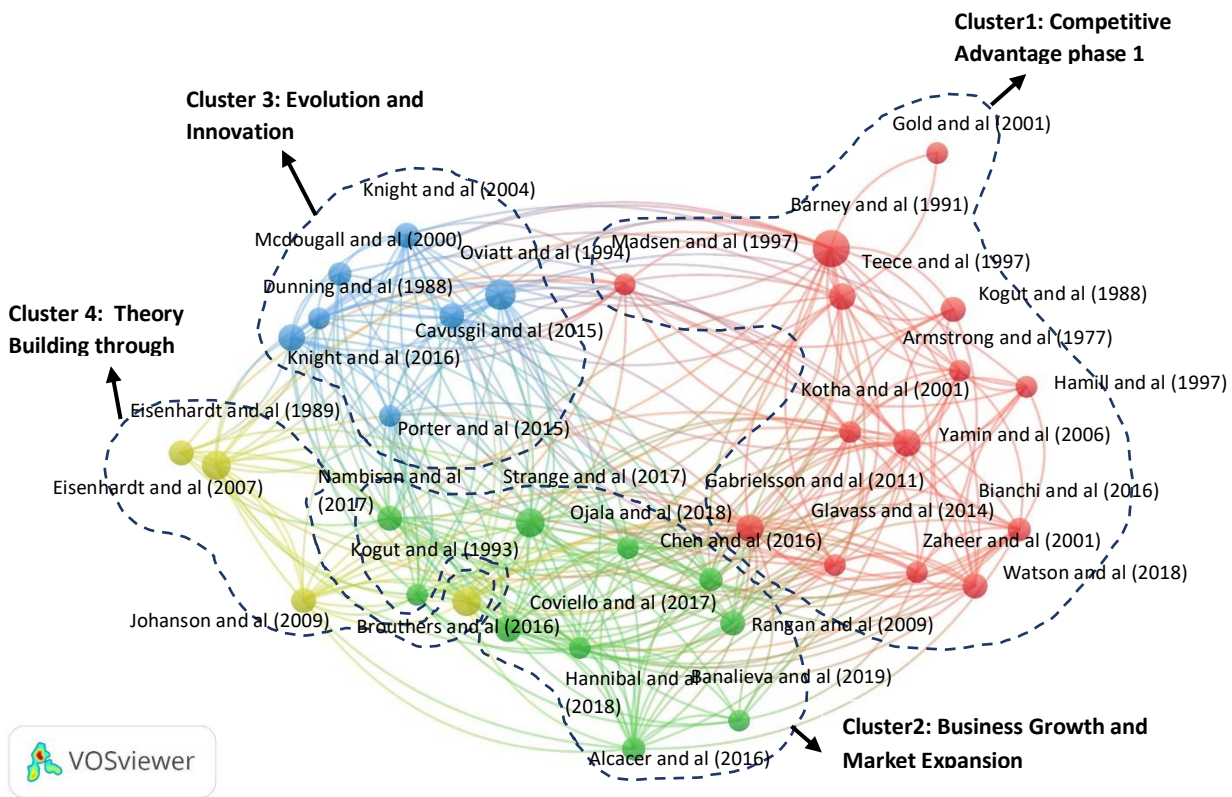 Cluster1: Competitive
Advantage phase 1
Cluster 3: Evolution and
Innovation
Gold and al (2001)
Knight and al (2004)
Barney and al (1991)
Mcdougall and al (2000)
Oviatt and al (1994)
Madsen and al (1997)
Teece and al (1997)
Dunning and al (1988)
Kogut and al (1988)
Cluster 4: Theory
Building through
Cavusgil and al (2015)
Armstrong and al (1977)
Knight and al (2016)
Kotha and al (2001)
Hamill and al (1997)
Eisenhardt and al (1989)
Porter and al (2015)
Yamin and al (2006)
Eisenhardt and al (2007)
Nambisan and al
(2017)
Strange and al (2017)
Gabrielsson and al (2011)
Bianchi and al (2016)
Ojala and al (2018)
Glavass and al (2014)
Kogut and al (1993)
Chen and al (2016)
Zaheer and al (2001)
Watson and al (2018)
Coviello and al (2017)
Johanson and al (2009)
Brouthers and al (2016)
Rangan and al (2009)
Hannibal and al
(2018)
Banalieva and al (2019)
Cluster2: Business Growth and
Market Expansion
Alcacer and al (2016)
VOSviewer